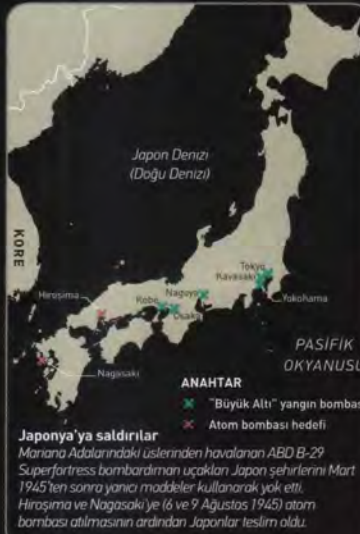 Japon Denizi
(Doğu Denizi)
KORE
Tokyo
Kavasaki
Hiroşima
Kobe
Naguya
Osaka
Yokohama
Nagasaki
PASİFİK
OKYANUSU
ANAHTAR
"Büyük Altı" yangın bombas
Atom bombası hedefi
Japonya'ya saldırılar
Mariana Adalarındaki üslerinden havalanan ABD B-29
Superfortress bombardıman uçakları Japon şehirlerini Mart
1945'ten sonra yanıcı maddeler kullanarak yok etti.
Hiroşima ve Nagasaki'ye (6 ve 9 Ağustos 1945) atom
bombası atılmasının ardından Japonlar teslim oldu.